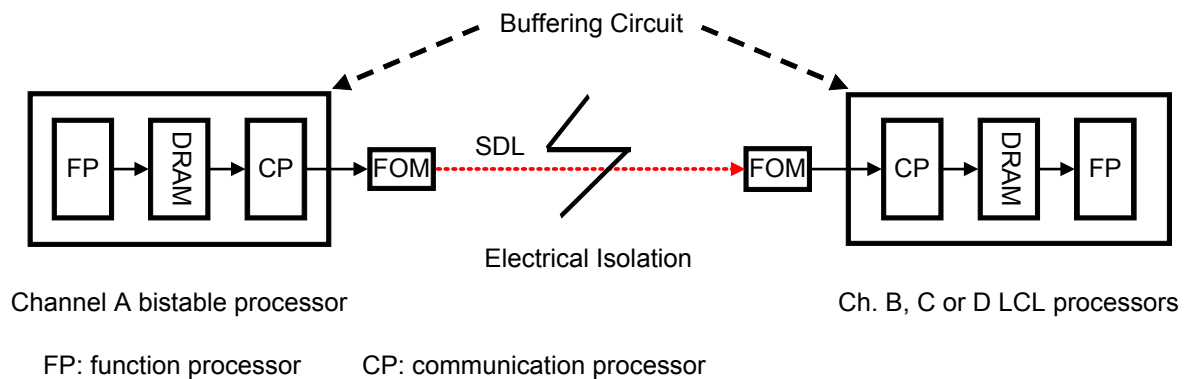 Buffering Circuit
FP
DRAM
CP
FOM
SDL
FOM
CP
DRAM
FP
Electrical Isolation
Channel A bistable processor
Ch. B, C or D LCL processors
FP: function processor
CP: communication processor